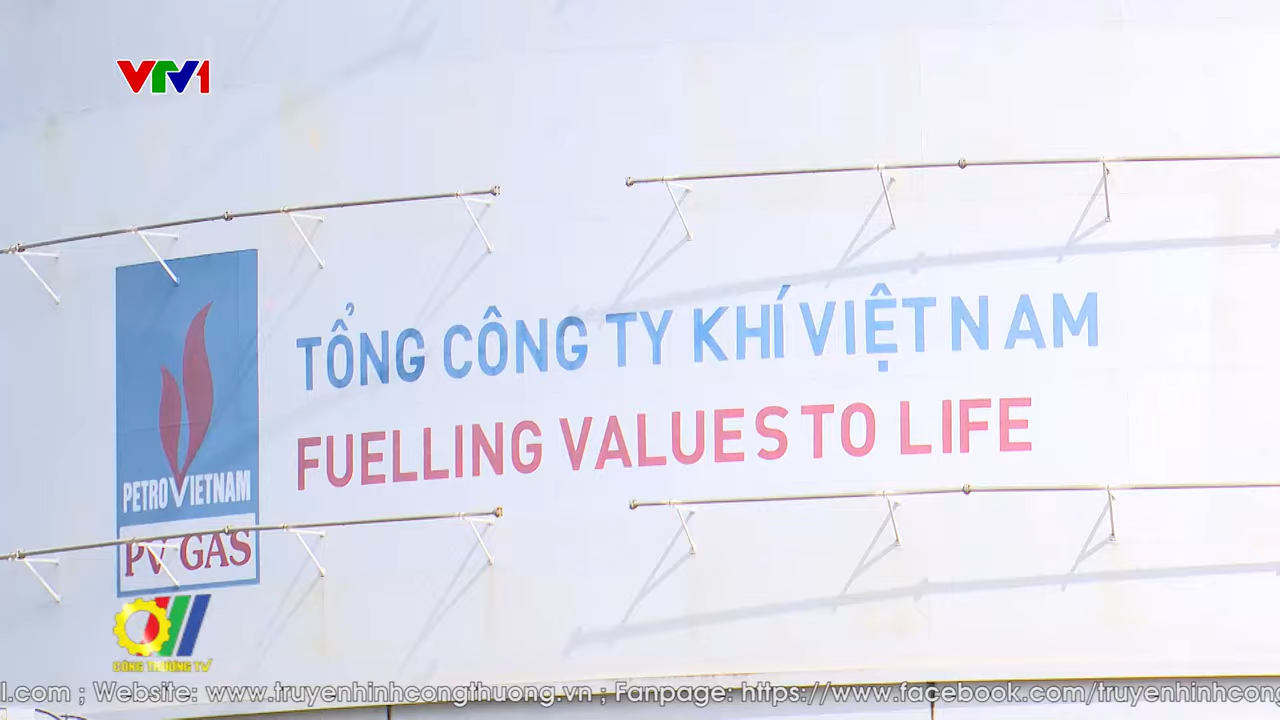 VTV1
TỔNG CÔNG TY KHÍ VIỆT NAM
FUELLING VALUES TO LIFE
PETROVIETNAM
PV GAS
CÔNG THƯƠNG TV
l.com ; Website: www.truyenhinhcongthuong.vn ; Fanpage: https://www.facebook.com/truyenhinhcong